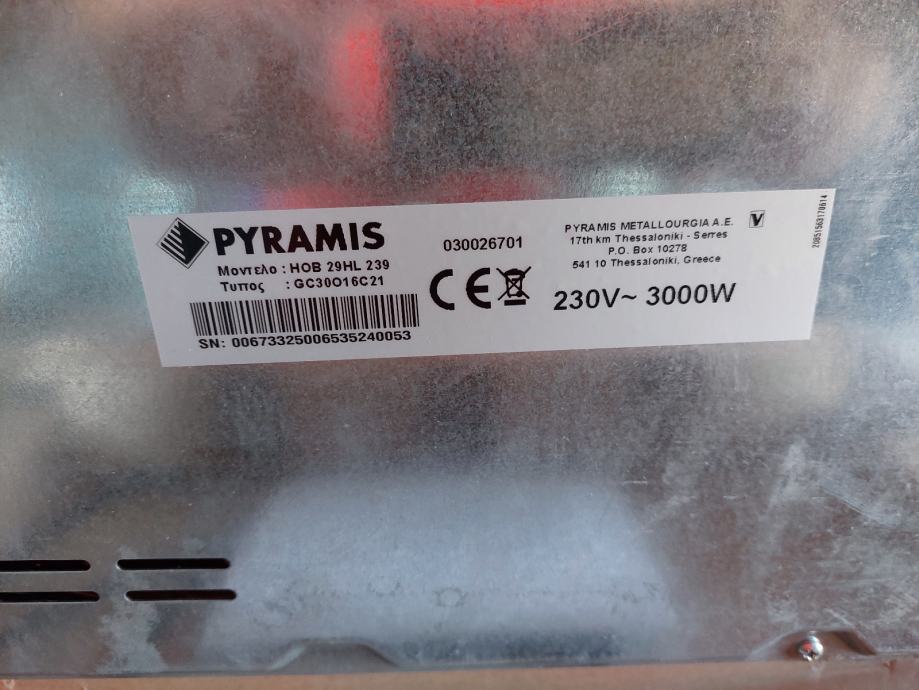 PYRAMIS
Μοντελο : HOB 29HL 239
Τυπος : GC30O16C21
SN: 00673325006535240053
030026701
CE
PYRAMIS METALLOURGIA A.E.
17th km Thessaloniki - Serres
P.O. Box 10278
541 10 Thessaloniki, Greece
V
230V~ 3000W
20851563170614